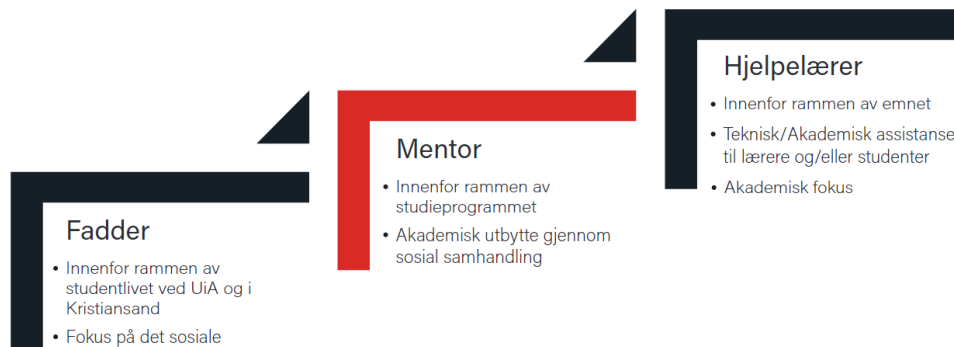 Fadder
• Innenfor rammen av
studentlivet ved UiA og i
Kristiansand
• Fokus på det sosiale
Mentor
• Innenfor rammen av
studieprogrammet
• Akademisk utbytte gjennom
sosial samhandling
Hjelpelærer
• Innenfor rammen av emnet
• Teknisk/Akademisk assistanse
til lærere og/eller studenter
• Akademisk fokus